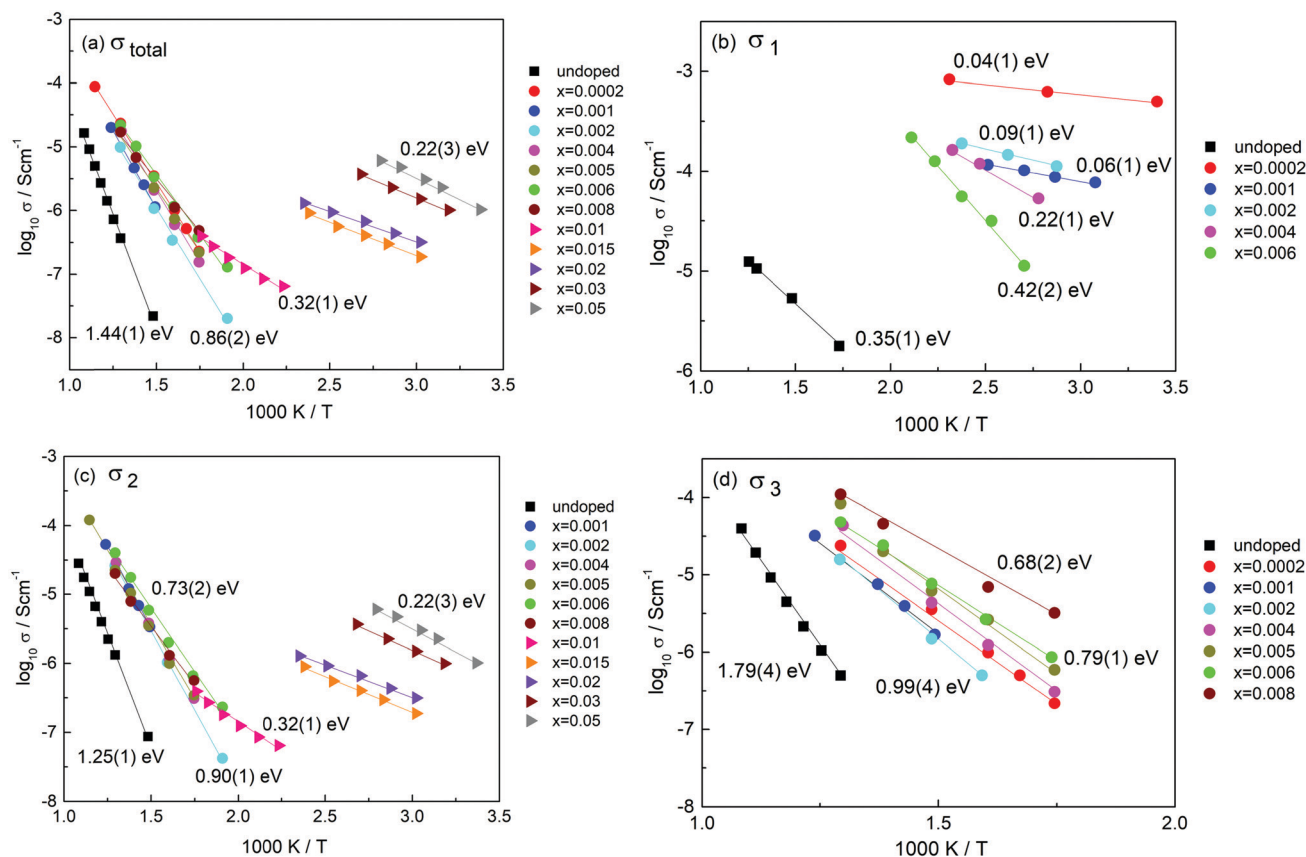 (a) σ total
-3
-4
-5
-6
-7
-8
log₁₀ σ / Scm⁻¹
1.0 1.5 2.0 2.5 3.0 3.5
1000 K / T
0.22(3) eV
0.32(1) eV
1.44(1) eV
0.86(2) eV
undoped
x=0.0002
x=0.001
x=0.002
x=0.004
x=0.005
x=0.006
x=0.008
x=0.01
x=0.015
x=0.02
x=0.03
x=0.05
(b) σ₁
-3
-4
-5
-6
log₁₀ σ / Scm⁻¹
1.0 1.5 2.0 2.5 3.0 3.5
1000 K / T
0.04(1) eV
0.09(1) eV
0.06(1) eV
0.22(1) eV
0.42(2) eV
0.35(1) eV
undoped
x=0.0002
x=0.001
x=0.002
x=0.004
x=0.006
(c) σ₂
-3
-4
-5
-6
-7
-8
log₁₀ σ / Scm⁻¹
1.0 1.5 2.0 2.5 3.0 3.5
1000 K / T
0.73(2) eV
0.22(3) eV
0.32(1) eV
1.25(1) eV
0.90(1) eV
undoped
x=0.001
x=0.002
x=0.004
x=0.005
x=0.006
x=0.008
x=0.01
x=0.015
x=0.02
x=0.03
x=0.05
(d) σ₃
-4
-5
-6
-7
-8
log₁₀ σ / Scm⁻¹
1.0 1.5 2.0
1000 K / T
0.68(2) eV
0.79(1) eV
1.79(4) eV
0.99(4) eV
undoped
x=0.0002
x=0.001
x=0.002
x=0.004
x=0.005
x=0.006
x=0.008